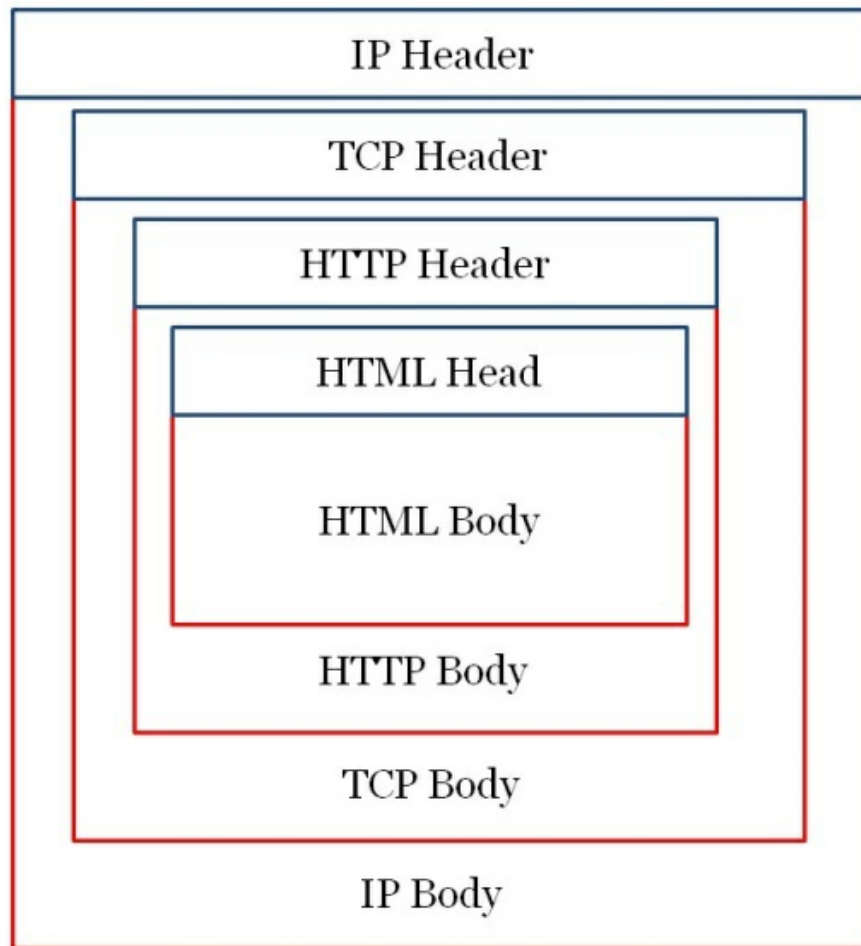 IP Header
TCP Header
HTTP Header
HTML Head
HTML Body
HTTP Body
TCP Body
IP Body